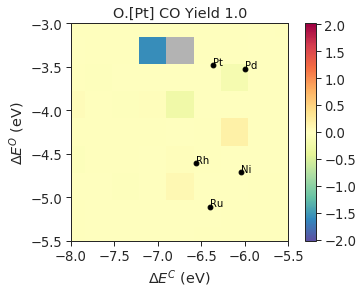 O.[Pt] CO Yield 1.0
−3.0
−3.5
−4.0
−4.5
−5.0
−5.5
ΔE^O (eV)
Pt
Pd
Rh
Ni
Ru
−8.0 −7.5 −7.0 −6.5 −6.0 −5.5
ΔE^C (eV)
2.0
1.5
1.0
0.5
0.0
−0.5
−1.0
−1.5
−2.0